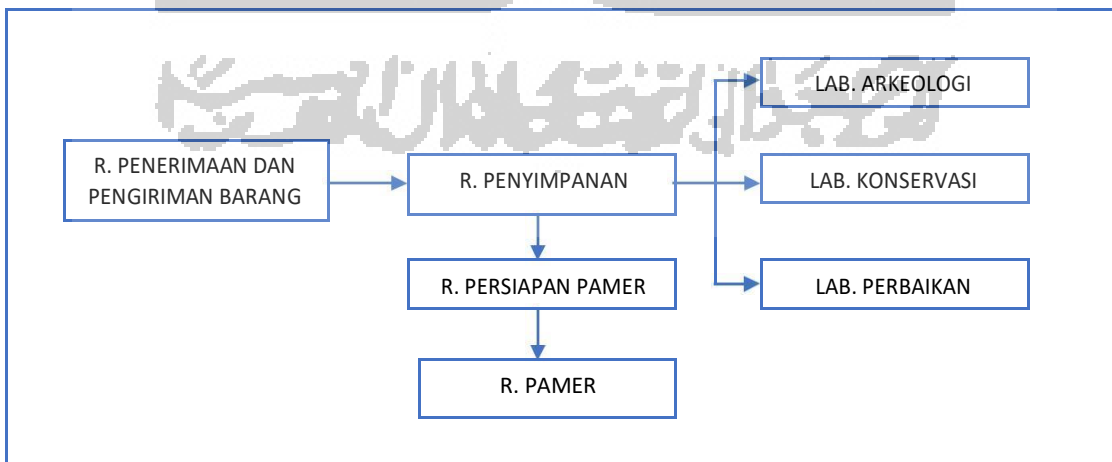 LAB. ARKEOLOGI
R. PENERIMAAN DAN
PENGIRIMAN BARANG
R. PENYIMPANAN
LAB. KONSERVASI
R. PERSIAPAN PAMER
LAB. PERBAIKAN
R. PAMER